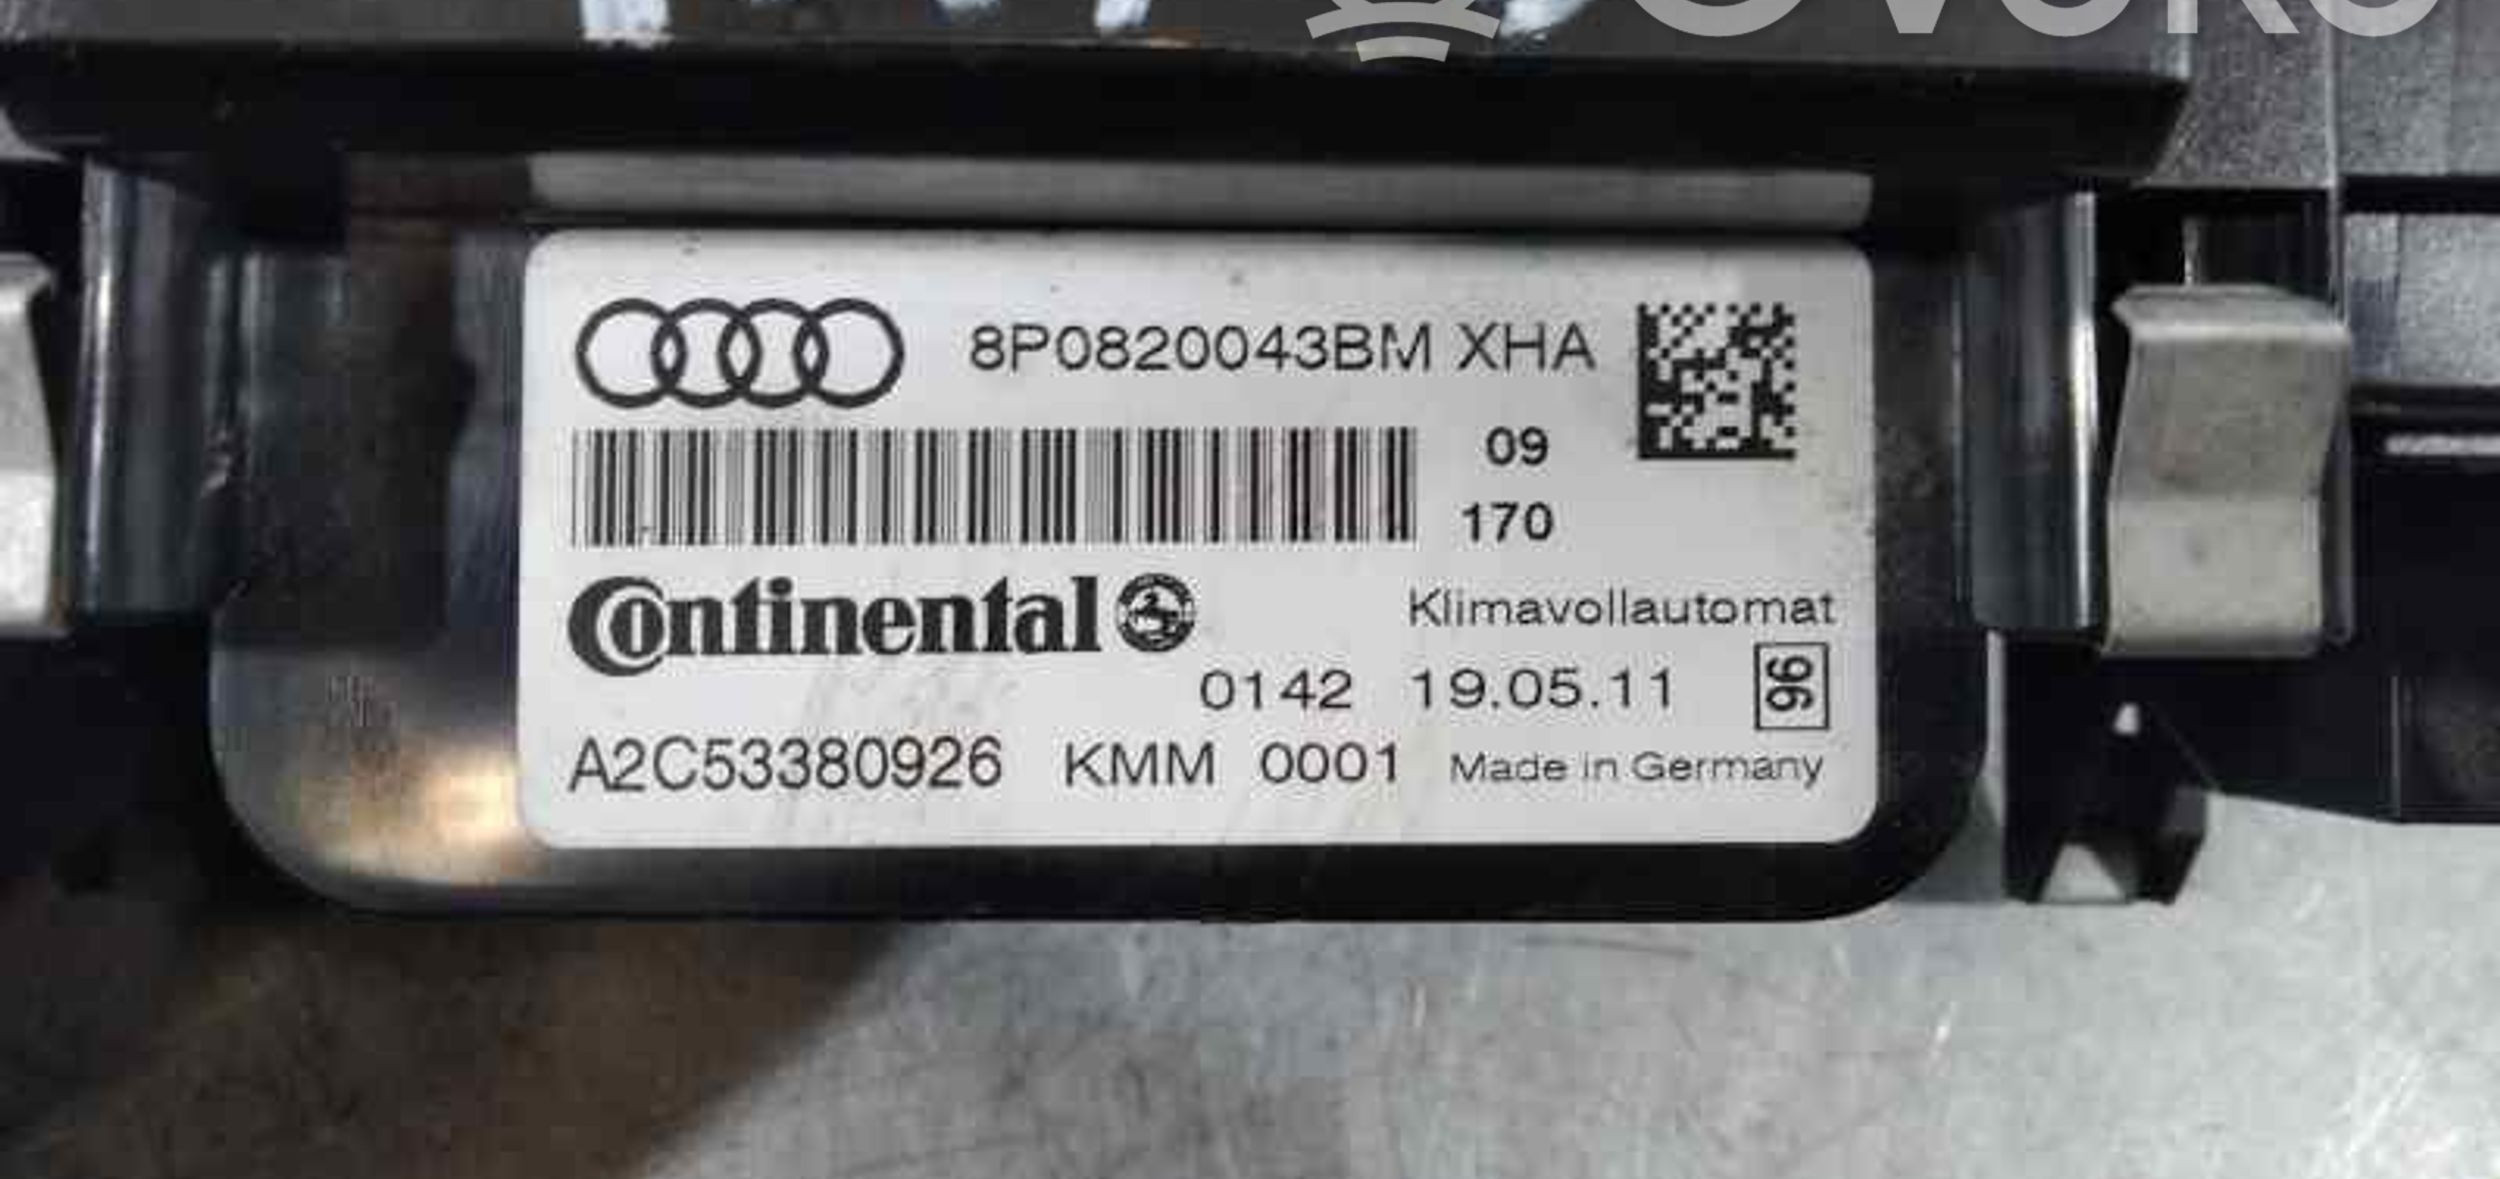 8P0820043BM XHA
09
170
Continental
Klimavollautomat
0142 19.05.11
96
A2C53380926 KMM 0001 Made in Germany